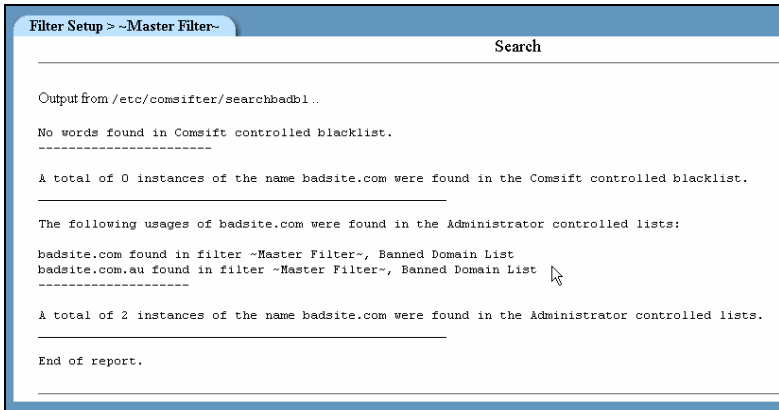 Filter Setup > ~Master Filter~
Search
Output from /etc/comsifter/searchbadbl ..
No words found in Comsift controlled blacklist.
-----------------------
A total of 0 instances of the name badsite.com were found in the Comsift controlled blacklist.
The following usages of badsite.com were found in the Administrator controlled lists:
badsite.com found in filter ~Master Filter~, Banned Domain List
badsite.com.au found in filter ~Master Filter~, Banned Domain List
--------------------
A total of 2 instances of the name badsite.com were found in the Administrator controlled lists.
End of report.